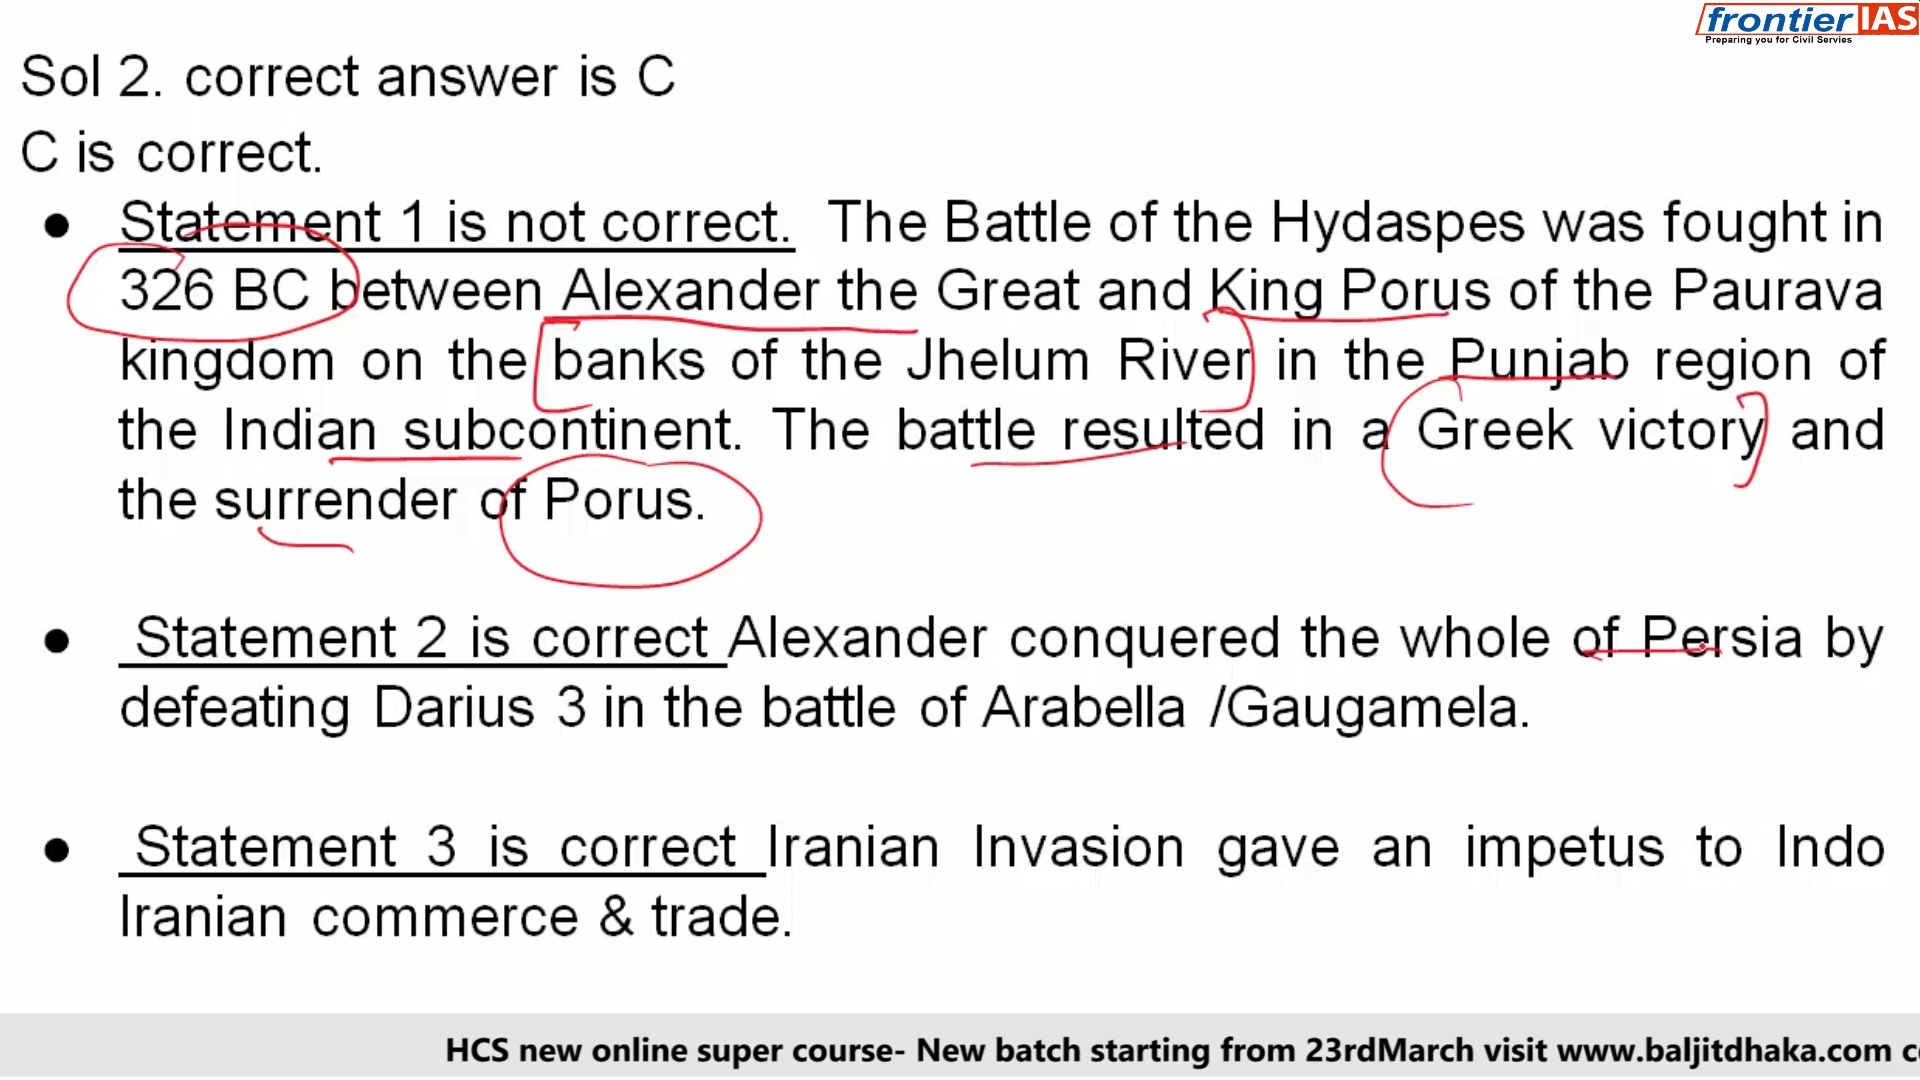 frontier IAS
Preparing you for Civil Servies
Sol 2. correct answer is C
C is correct.
● Statement 1 is not correct. The Battle of the Hydaspes was fought in
326 BC between Alexander the Great and King Porus of the Paurava
kingdom on the banks of the Jhelum River in the Punjab region of
the Indian subcontinent. The battle resulted in a Greek victory and
the surrender of Porus.
● Statement 2 is correct Alexander conquered the whole of Persia by
defeating Darius 3 in the battle of Arabella /Gaugamela.
● Statement 3 is correct Iranian Invasion gave an impetus to Indo
Iranian commerce & trade.
HCS new online super course- New batch starting from 23rdMarch visit www.baljitdhaka.com